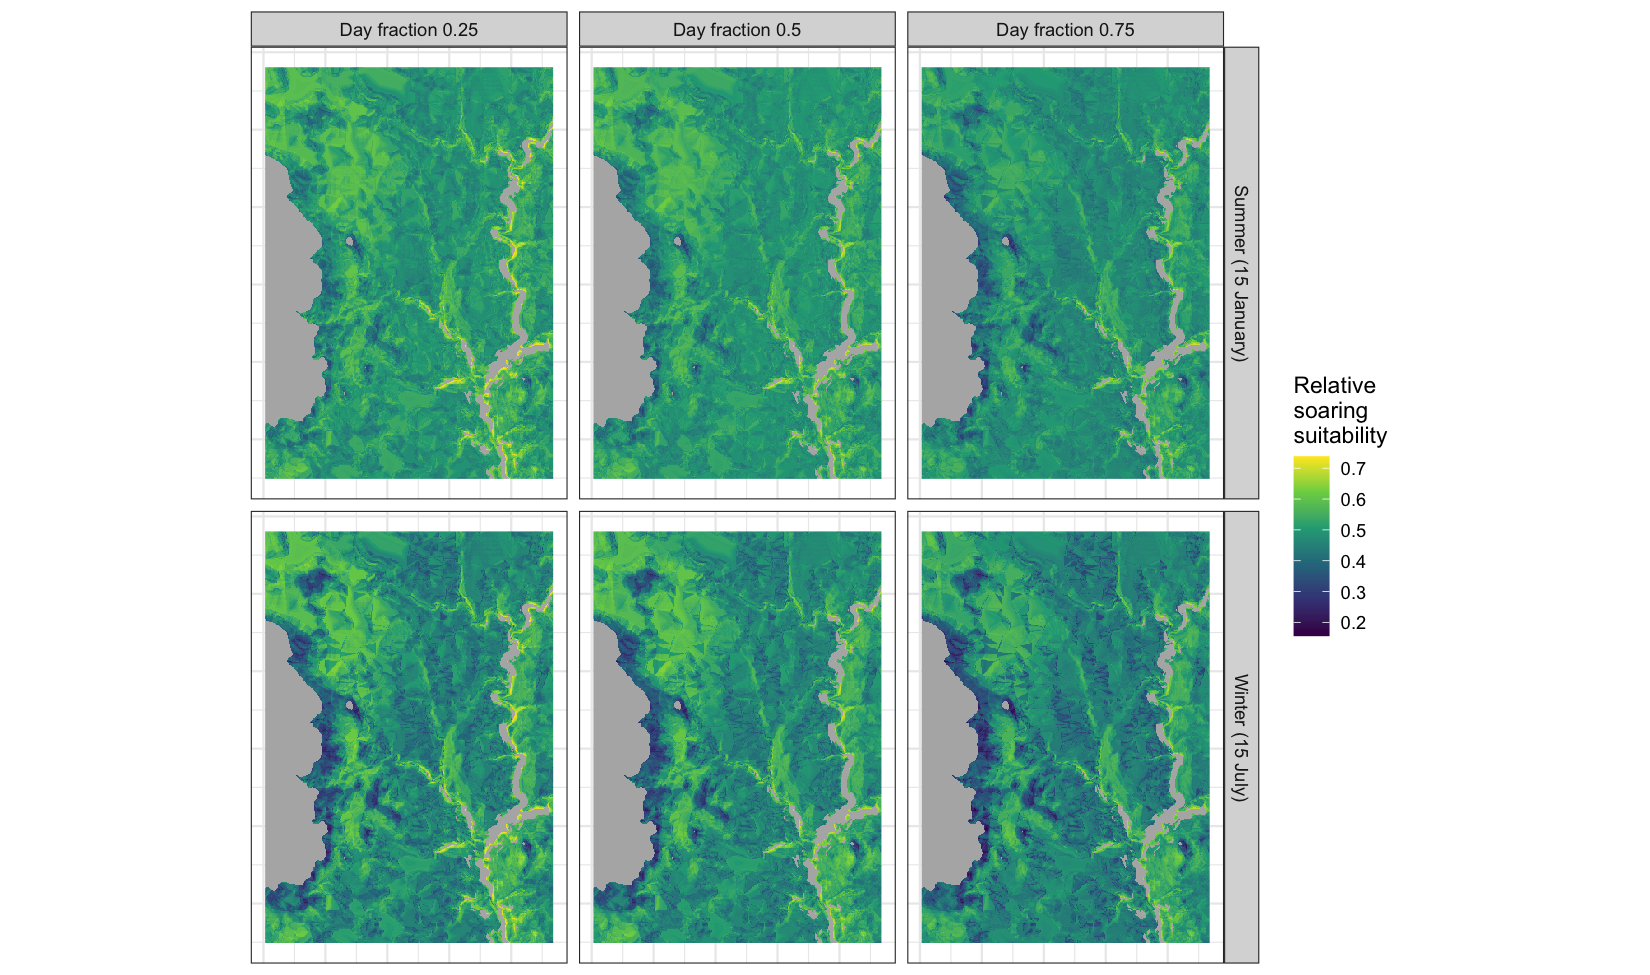 Day fraction 0.25
Day fraction 0.5
Day fraction 0.75
Summer (15 January)
Winter (15 July)
Relative
soaring
suitability
0.7
0.6
0.5
0.4
0.3
0.2